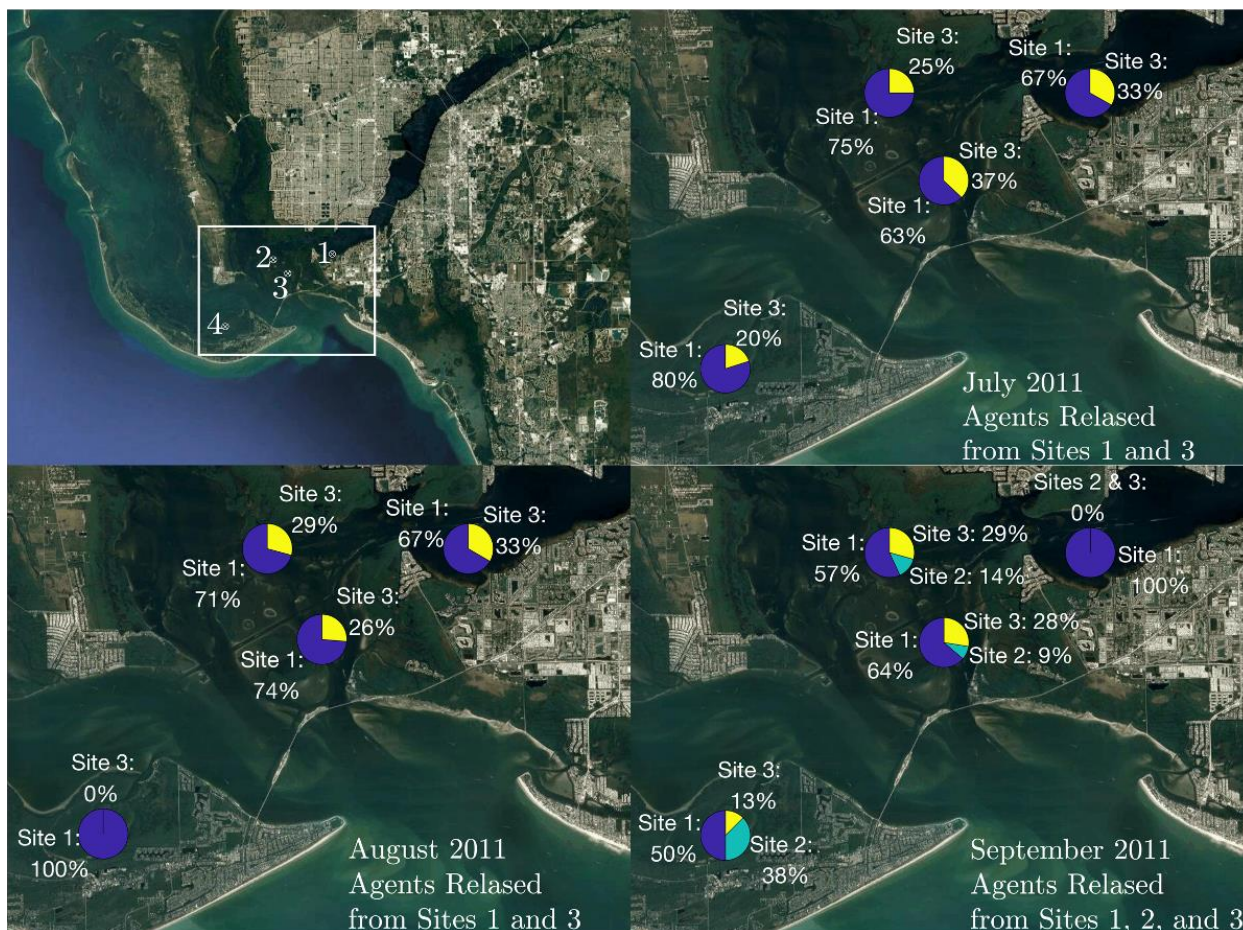 1
2
3
4
Site 3:
25%
Site 1:
75%
Site 1:
67%
Site 3:
33%
Site 3:
37%
Site 1:
63%
Site 3:
20%
Site 1:
80%
July 2011
Agents Relased
from Sites 1 and 3
Site 3:
29%
Site 1:
71%
Site 1:
67%
Site 3:
33%
Site 3:
26%
Site 1:
74%
Site 3:
0%
Site 1:
100%
August 2011
Agents Relased
from Sites 1 and 3
Sites 2 & 3:
0%
Site 1:
100%
Site 1:
57%
Site 3: 29%
Site 2: 14%
Site 1:
64%
Site 3: 28%
Site 2: 9%
Site 3:
13%
Site 1:
50%
Site 2:
38%
September 2011
Agents Relased
from Sites 1, 2, and 3